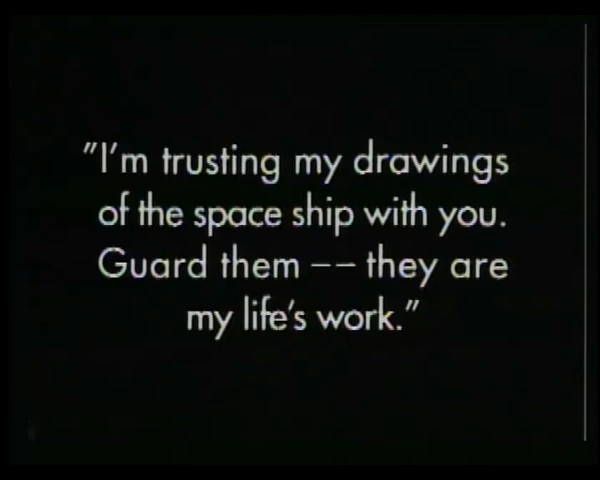 "I'm trusting my drawings
of the space ship with you.
Guard them -- they are
my life's work."